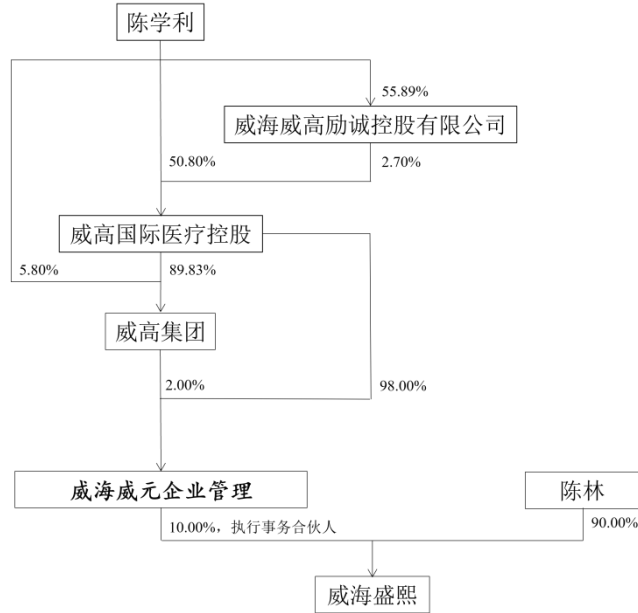 陈学利
55.89%
威海威高励诚控股有限公司
50.80%
2.70%
威高国际医疗控股
5.80%
89.83%
威高集团
2.00%
98.00%
威海威元企业管理
陈林
10.00%，执行事务合伙人
90.00%
威海盛熙